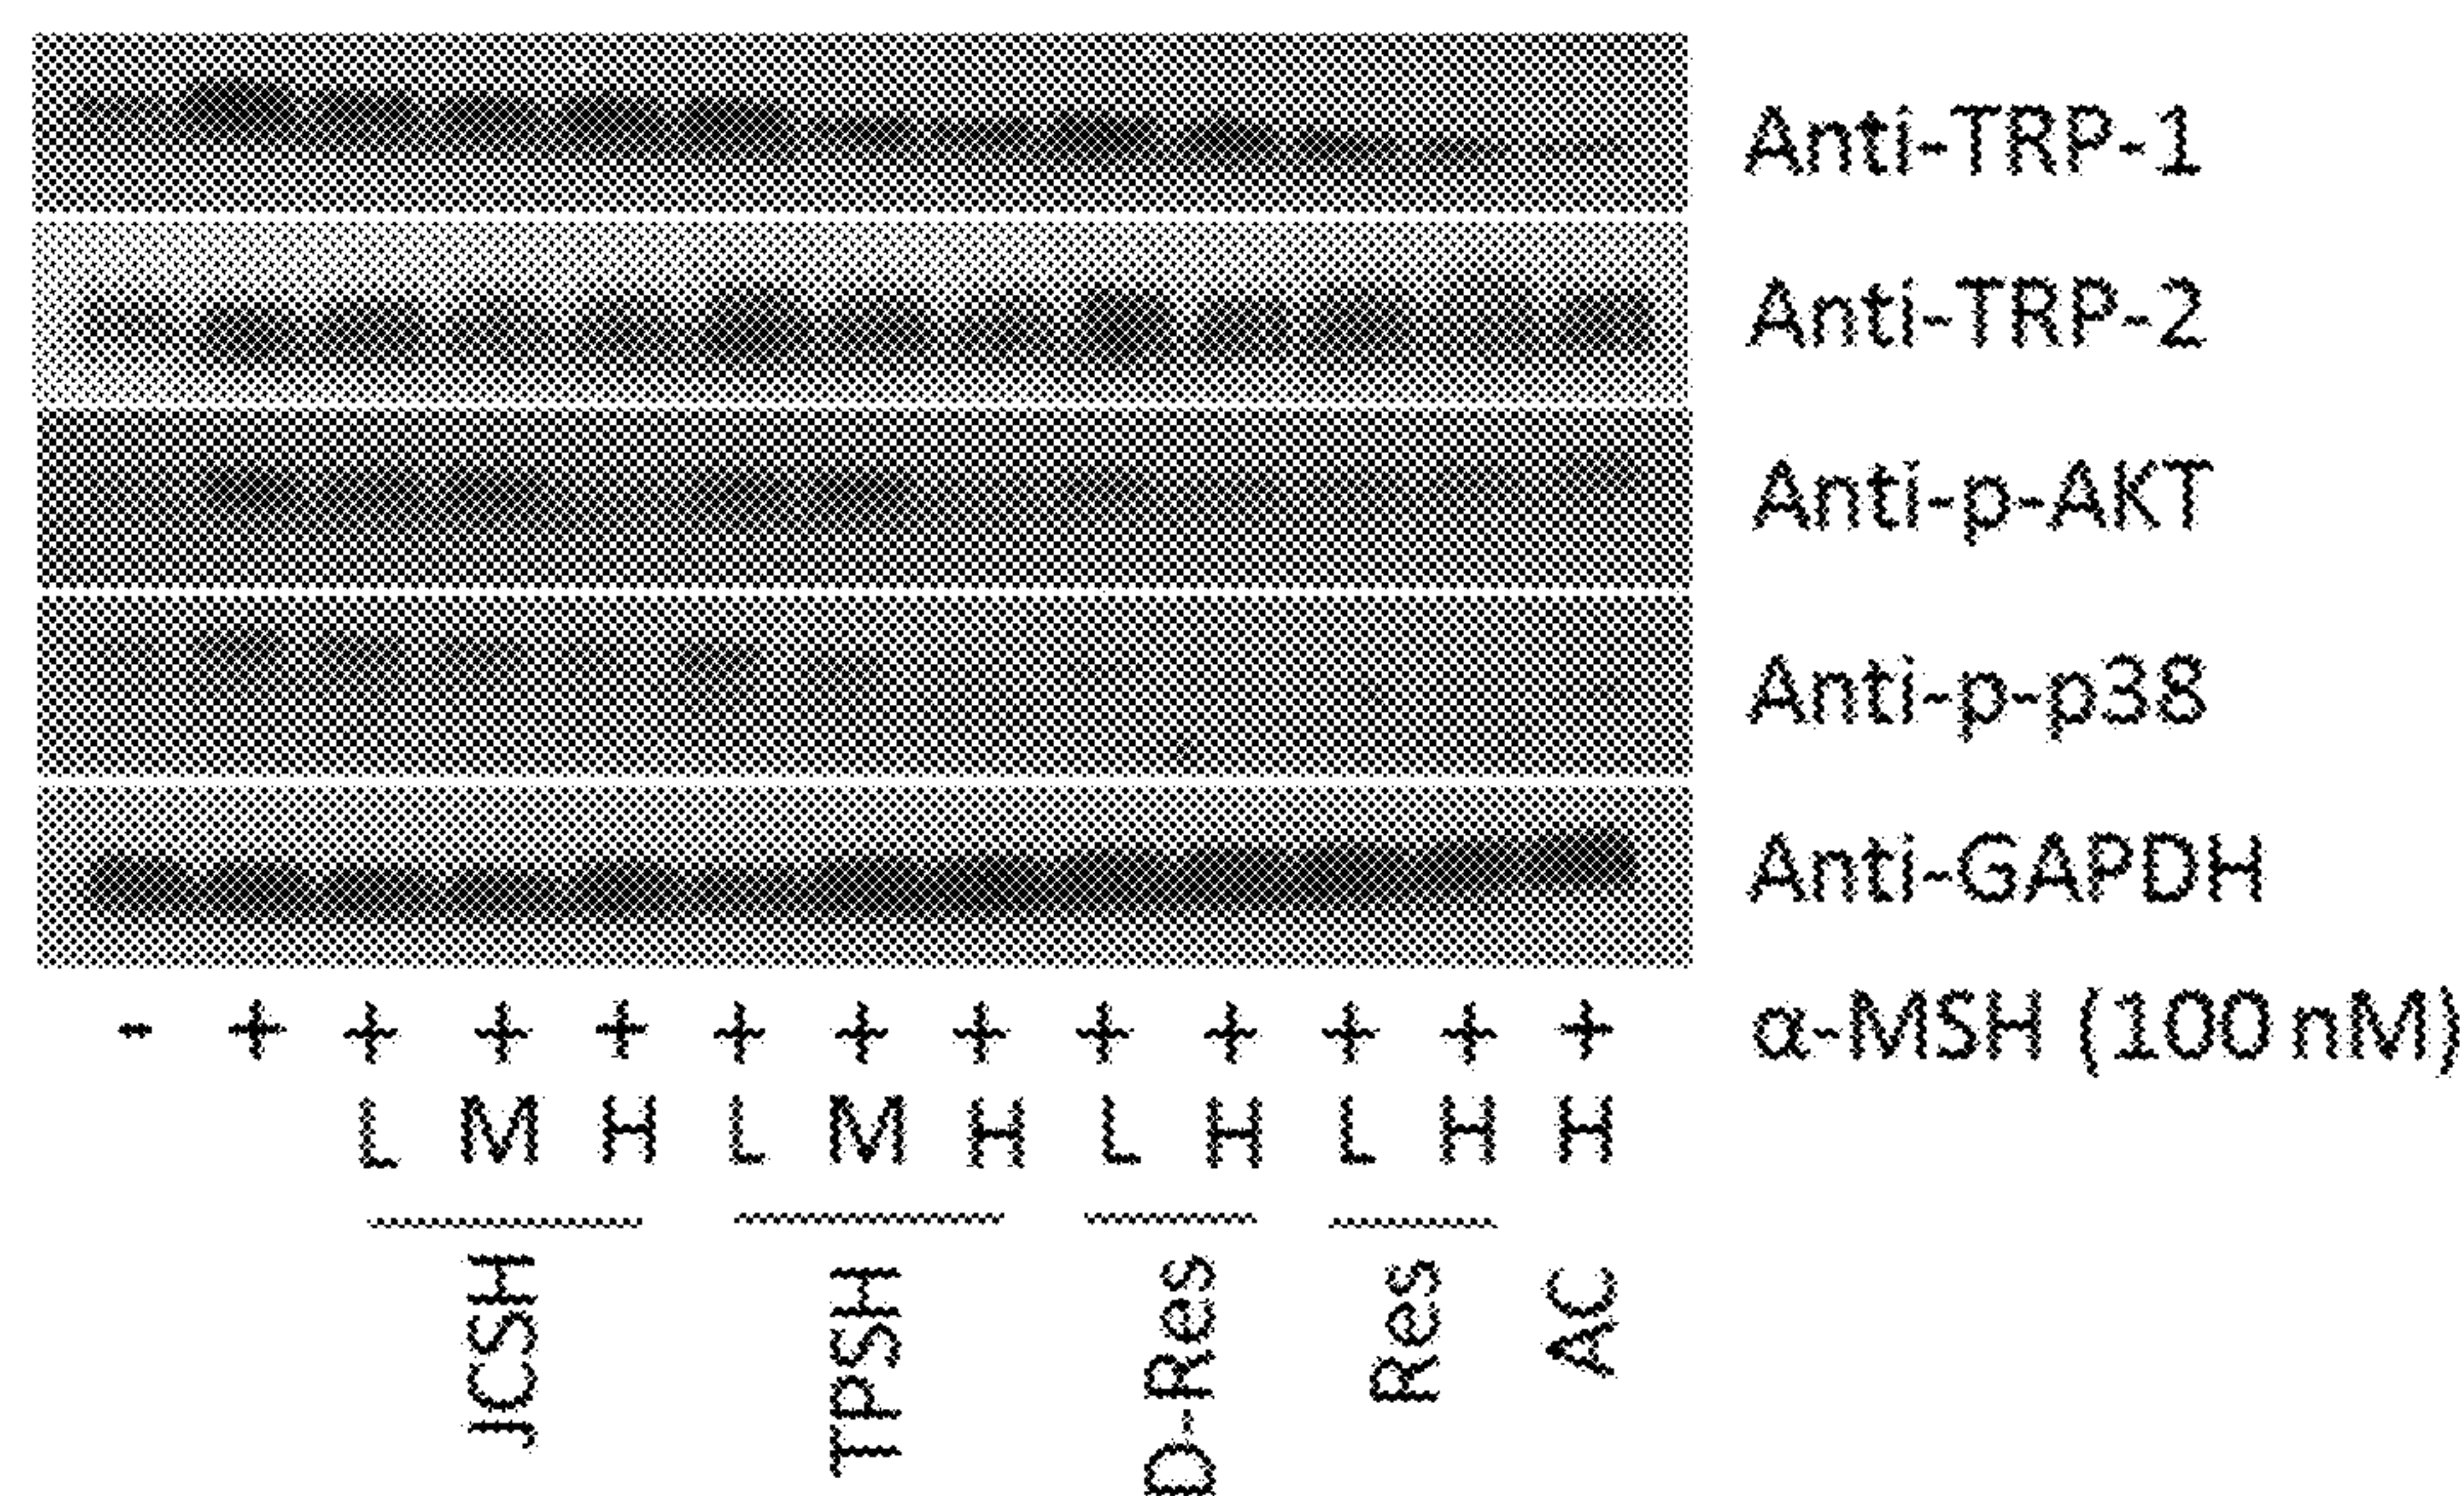 Anti-TRP-1
Anti-TRP-2
Anti-p-AKT
Anti-p-p38
Anti-GAPDH
- + + + + + + + + + + + + α-MSH (100 nM)
L M H L M H L H L H H
JCSH TPSH D-Res Res AC